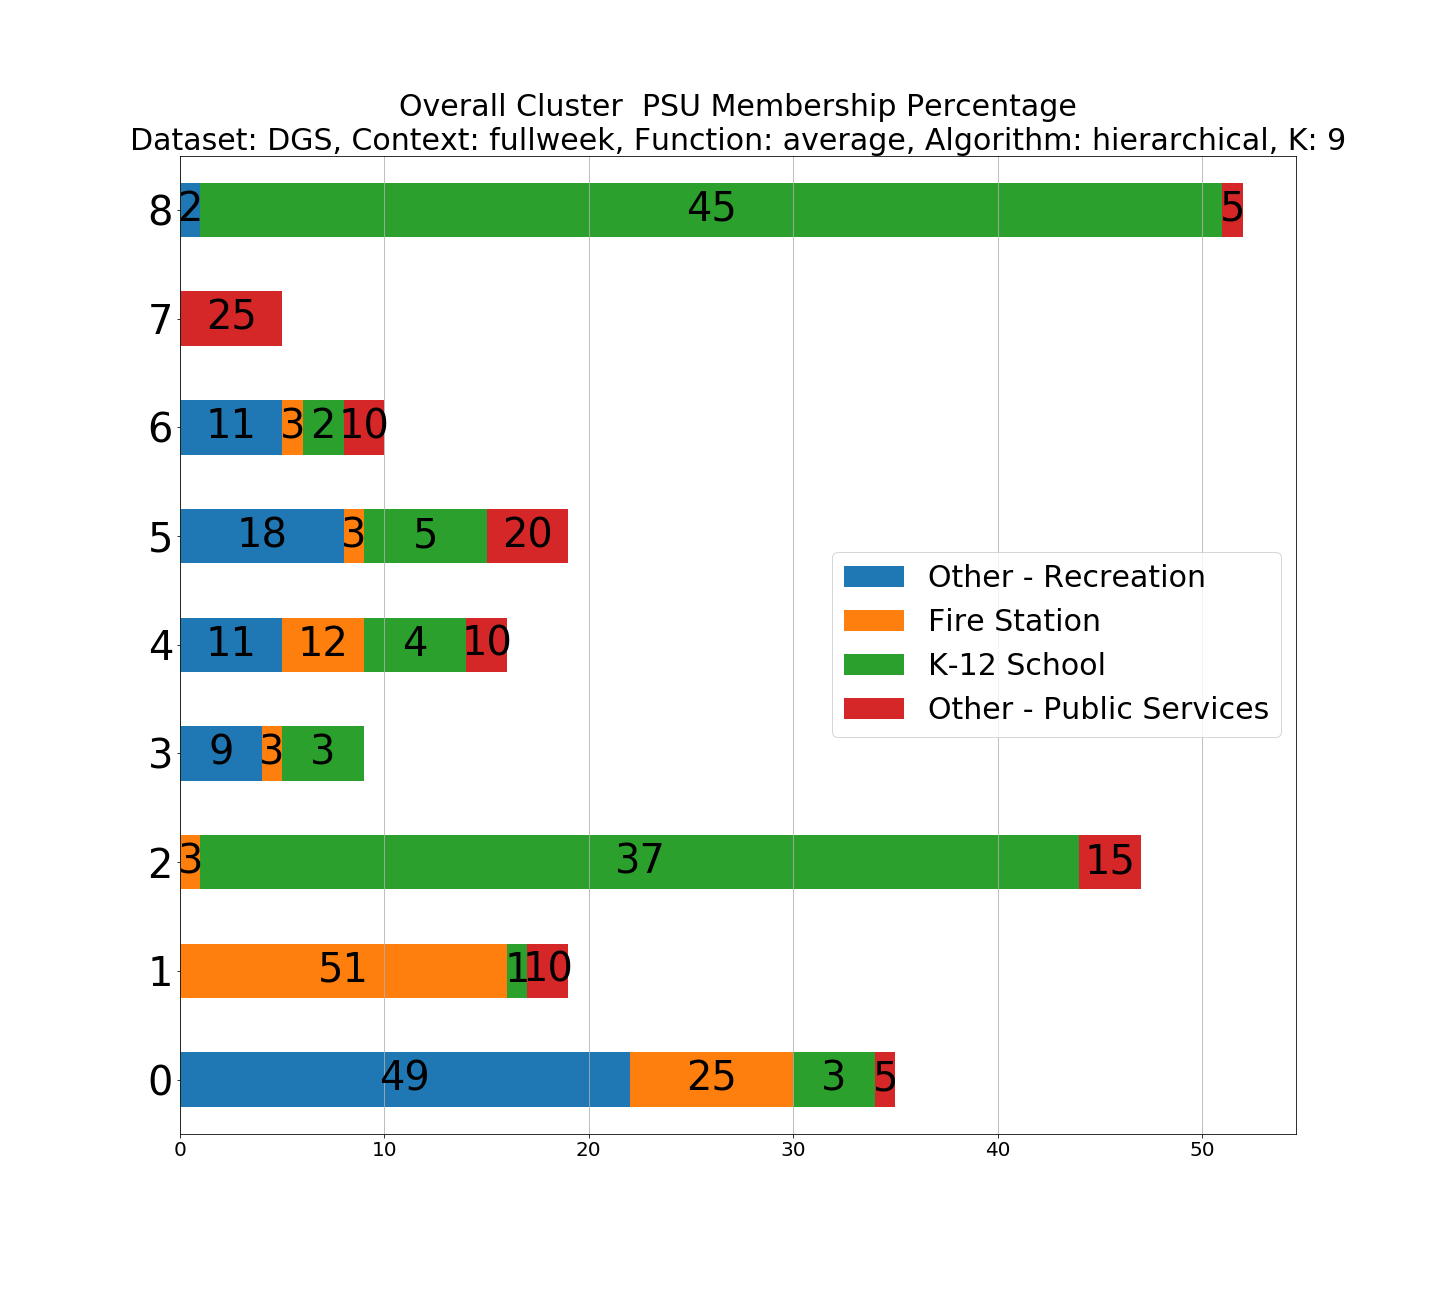 Overall Cluster  PSU Membership Percentage
Dataset: DGS, Context: fullweek, Function: average, Algorithm: hierarchical, K: 9
8 2 45 5
7 25
6 11 3 2 10
5 18 3 5 20
4 11 12 4 10
3 9 3 3
2 3 37 15
1 51 1 10
0 49 25 3 5
Other - Recreation
Fire Station
K-12 School
Other - Public Services
0 10 20 30 40 50